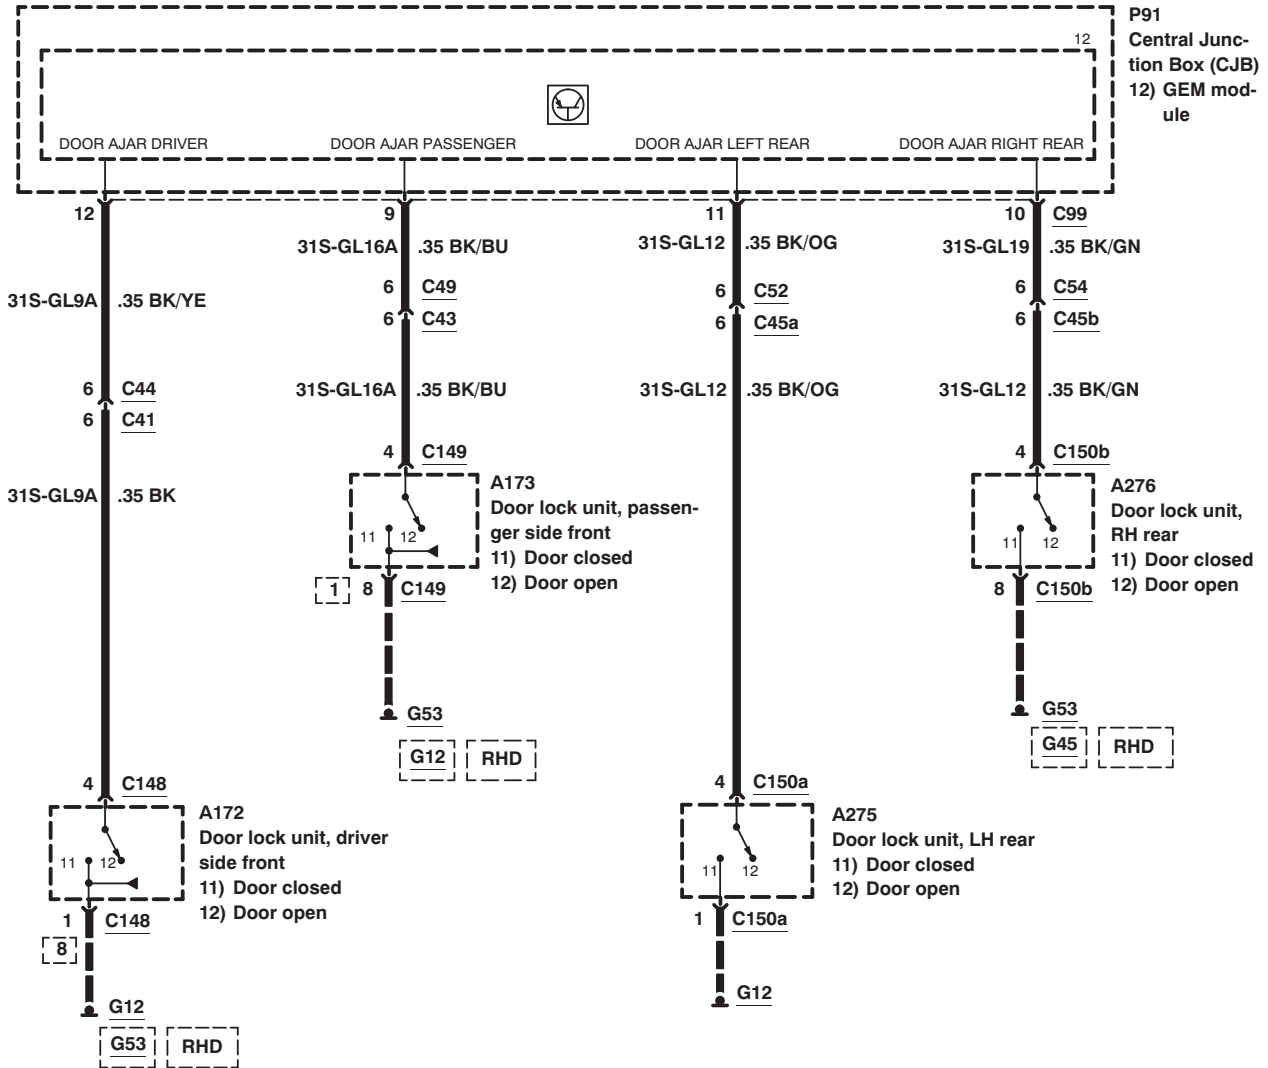 P91
Central Junc-
tion Box (CJB)
12) GEM mod-
ule
12
DOOR AJAR DRIVER
DOOR AJAR PASSENGER
DOOR AJAR LEFT REAR
DOOR AJAR RIGHT REAR
12
9
11
10 C99
31S-GL16A .35 BK/BU
31S-GL12 .35 BK/OG
31S-GL19 .35 BK/GN
31S-GL9A .35 BK/YE
6 C49
6 C52
6 C54
6 C43
6 C45a
6 C45b
6 C44
31S-GL16A .35 BK/BU
31S-GL12 .35 BK/OG
31S-GL12 .35 BK/GN
6 C41
4 C149
4 C150b
31S-GL9A .35 BK
11 12
A173
Door lock unit, passen-
ger side front
11) Door closed
12) Door open
11 12
A276
Door lock unit,
RH rear
11) Door closed
12) Door open
1 8 C149
8 C150b
G53
G12 RHD
G53
G45 RHD
4 C148
4 C150a
11 12
A172
Door lock unit, driver
side front
11) Door closed
12) Door open
11 12
A275
Door lock unit, LH rear
11) Door closed
12) Door open
1 C148
8
1 C150a
G12
G53 RHD
G12